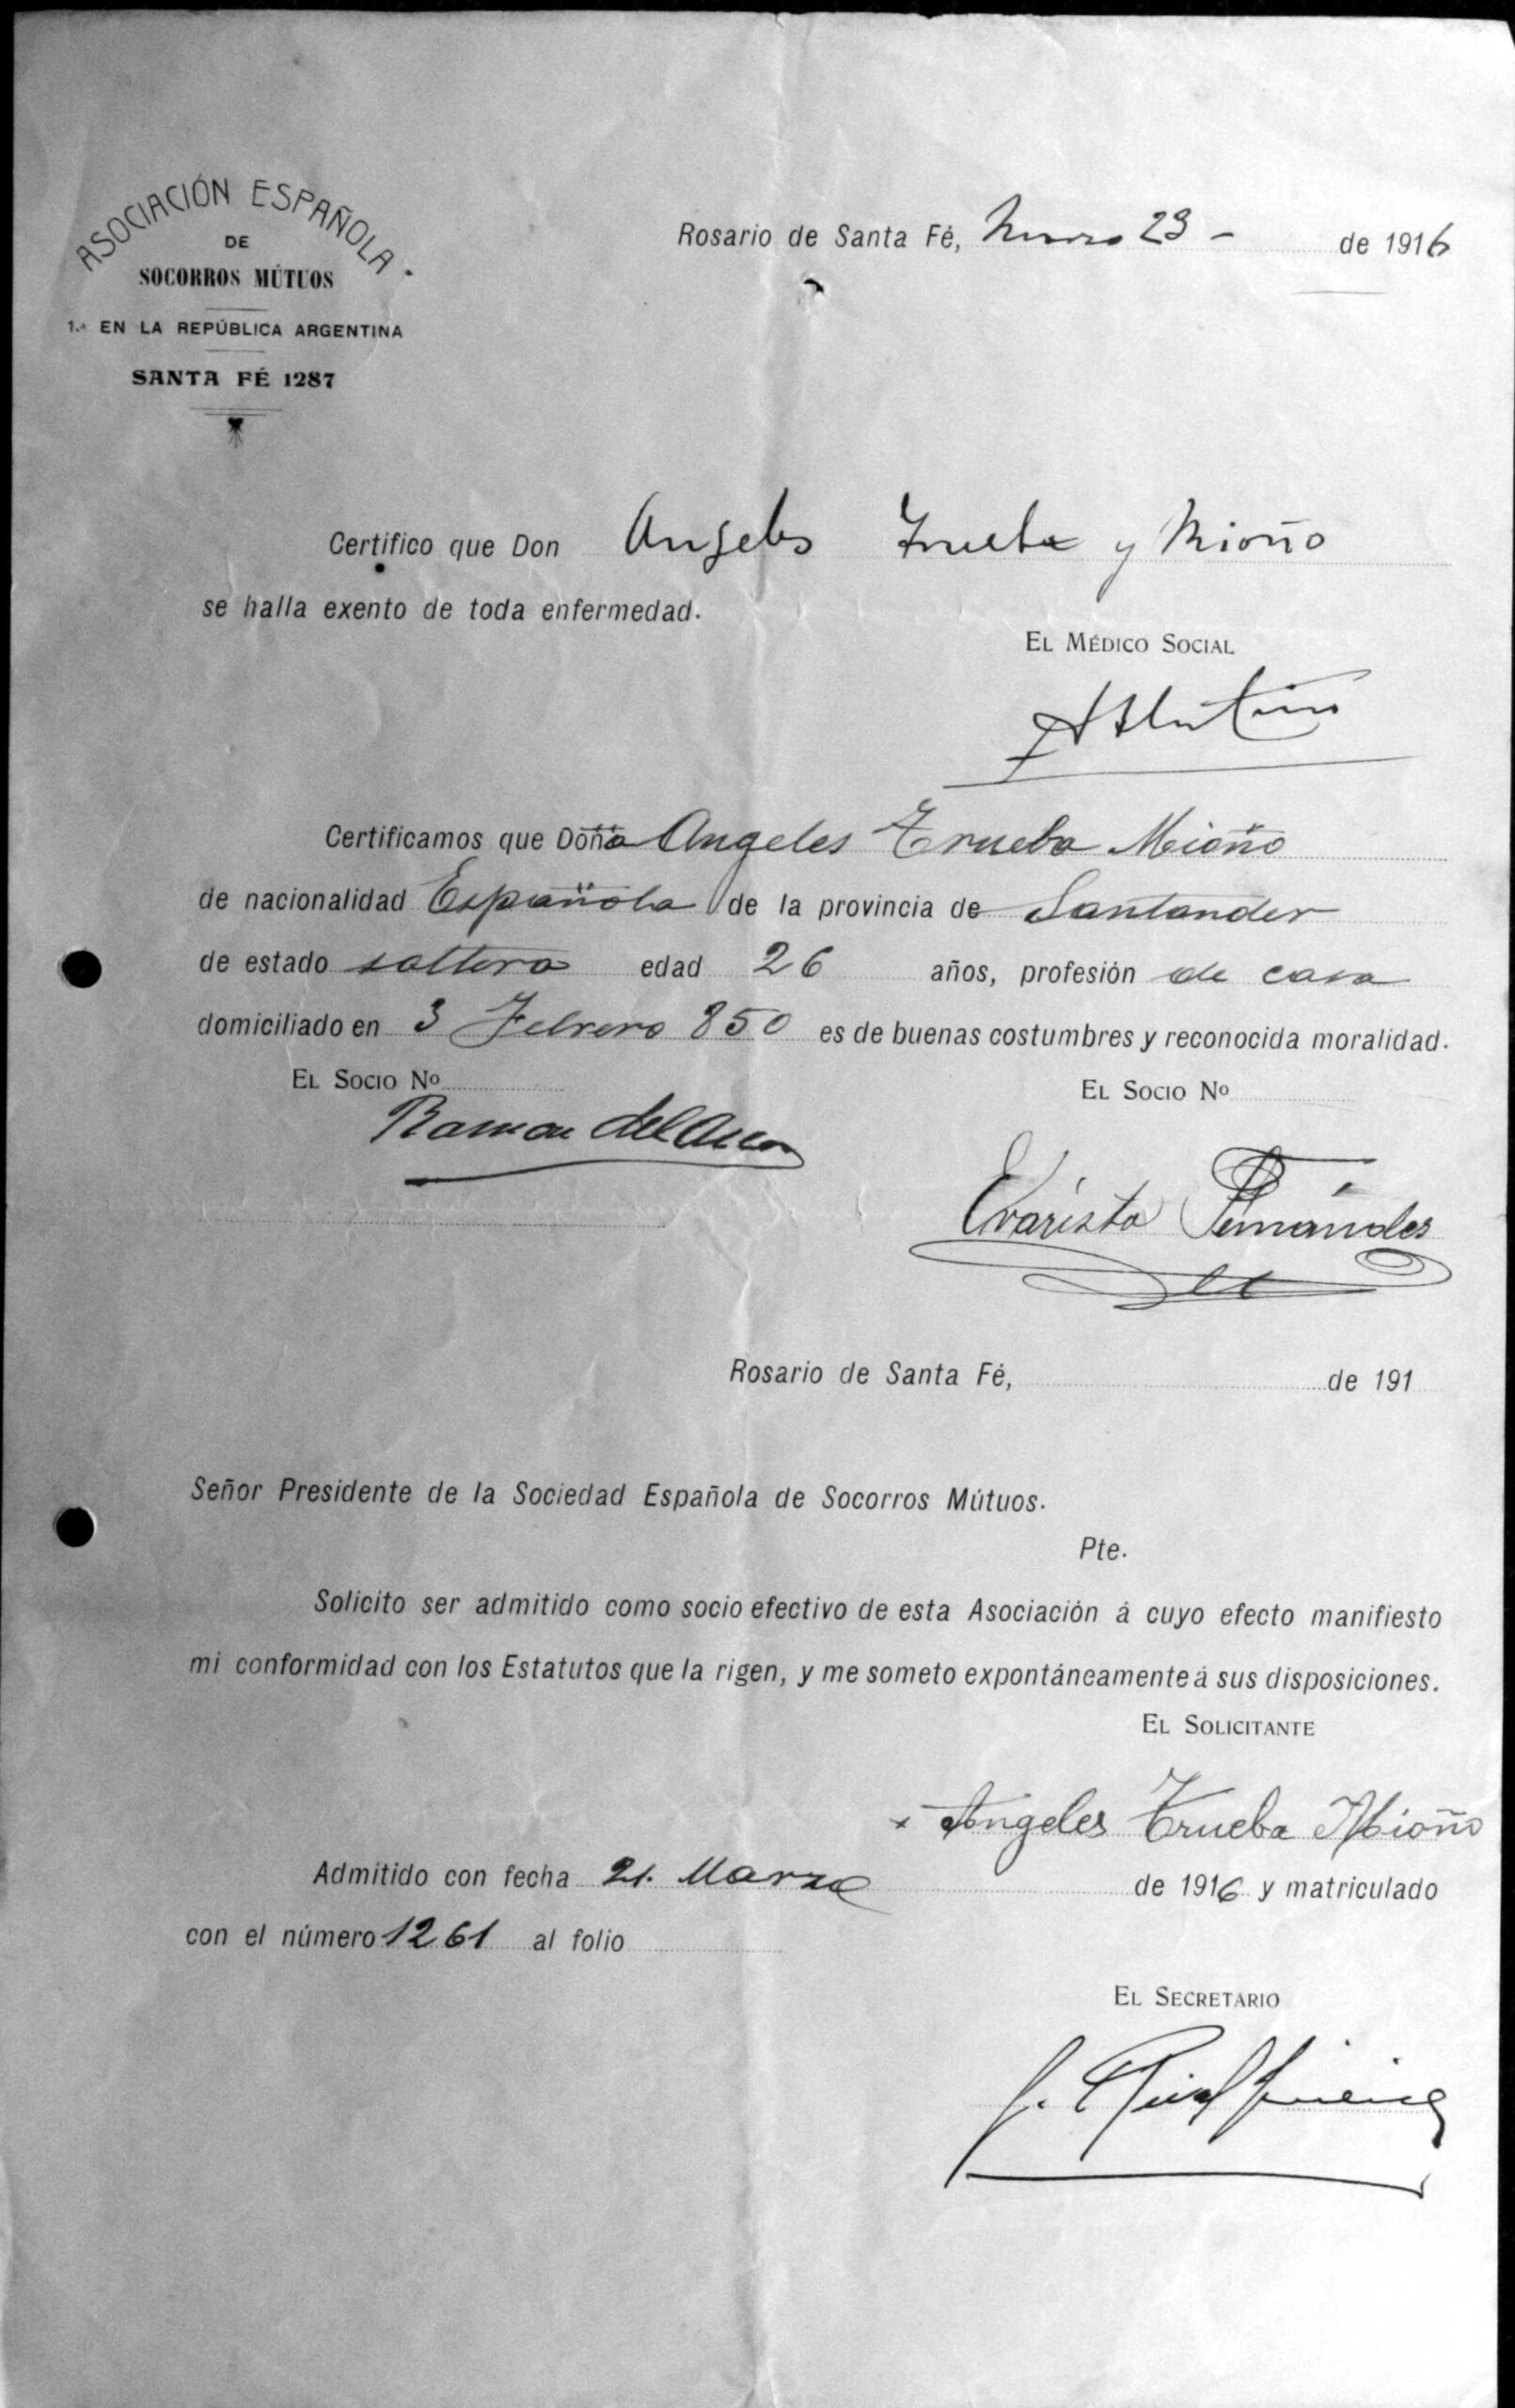 ASOCIACIÓN ESPAÑOLA
DE
SOCORROS MÚTUOS
1.ª EN LA REPÚBLICA ARGENTINA
SANTA FÉ 1287
Rosario de Santa Fé, 23 - de 1916
Certifico que Don Angeles Trueba y Mioño
se halla exento de toda enfermedad.
EL MÉDICO SOCIAL
Certificamos que Doña Angeles Trueba Mioño
de nacionalidad Española de la provincia de Santander
de estado soltera edad 26 años, profesión de casa
domiciliado en 3 Febrero 850 es de buenas costumbres y reconocida moralidad.
EL SOCIO Nº
EL SOCIO Nº
Ramon del
Evaristo Fernández
Rosario de Santa Fé, de 191
Señor Presidente de la Sociedad Española de Socorros Mútuos.
Pte.
Solicito ser admitido como socio efectivo de esta Asociación á cuyo efecto manifiesto
mi conformidad con los Estatutos que la rigen, y me someto expontáneamente á sus disposiciones.
EL SOLICITANTE
x Angeles Trueba Mioño
Admitido con fecha 21. Marzo de 1916 y matriculado
con el número 1261 al folio
EL SECRETARIO